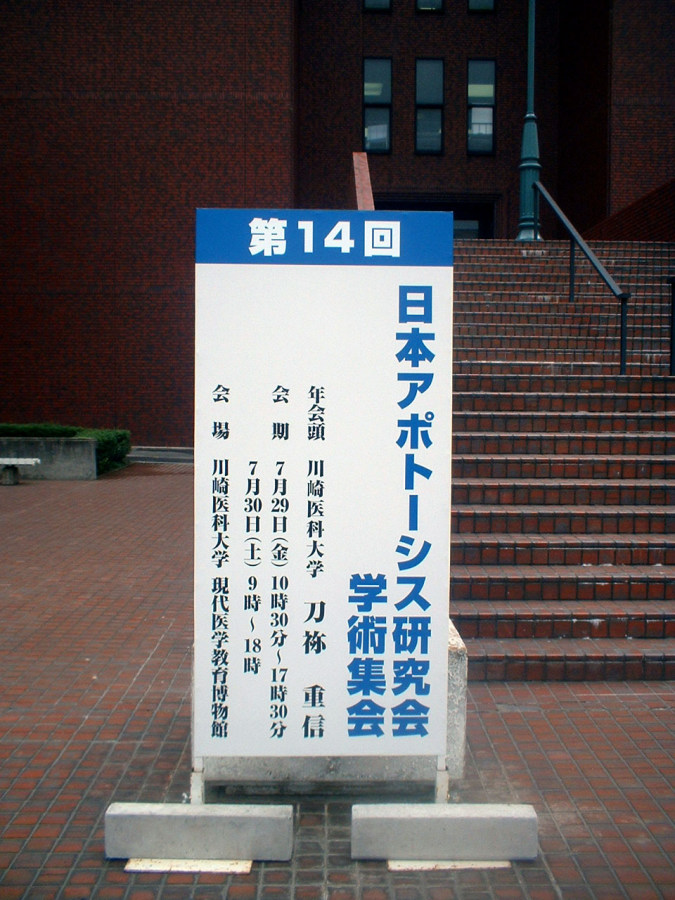 第14回
日本アポトーシス研究会
学術集会
年会頭 川崎医科大学 刀祢 重信
会 期 7月29日(金)10時30分~17時30分
7月30日(土)9時~18時
会 場 川崎医科大学 現代医学教育博物館